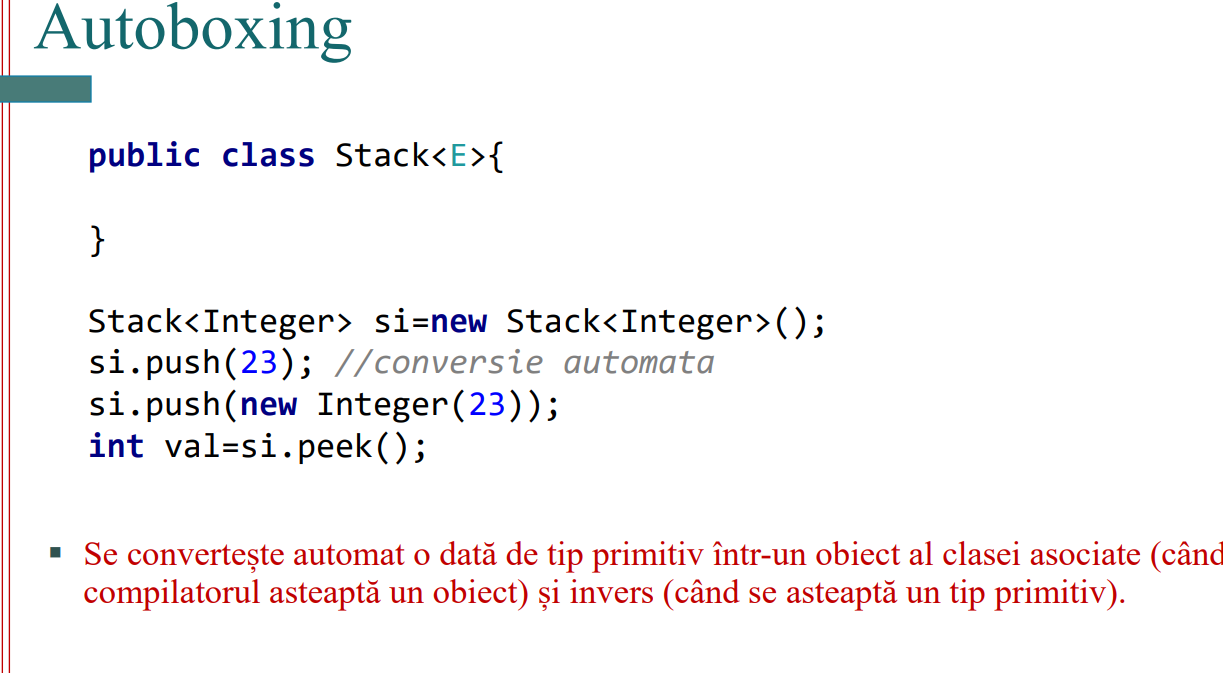 Autoboxing
public class Stack<E>{
}
Stack<Integer> si=new Stack<Integer>();
si.push(23); //conversie automata
si.push(new Integer(23));
int val=si.peek();
▪ Se convertește automat o dată de tip primitiv într-un obiect al clasei asociate (când
compilatorul asteaptă un obiect) și invers (când se asteaptă un tip primitiv).